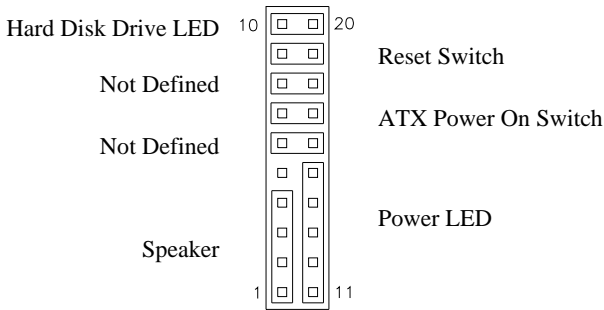 Hard Disk Drive LED 10 20
Reset Switch
Not Defined
ATX Power On Switch
Not Defined
Power LED
Speaker
1 11